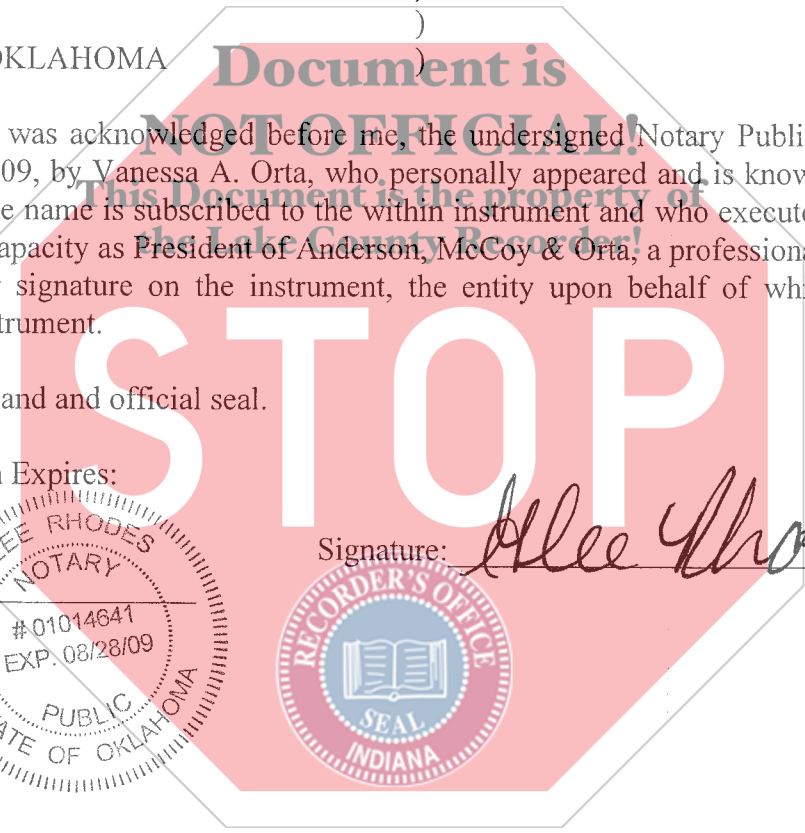 )
OKLAHOMA )
Document is
NOT OFFICIAL!
This Document is the property of
the Lake County Recorder!
STOP
was acknowledged before me, the undersigned Notary Publi
09, by Vanessa A. Orta, who personally appeared and is know
e name is subscribed to the within instrument and who execute
apacity as President of Anderson, McCoy & Orta, a professiona
signature on the instrument, the entity upon behalf of whi
trument.
and and official seal.
n Expires:
EE RHODES
NOTARY
# 01014641
EXP. 08/28/09
PUBLIC
ATE OF OKLAHOMA
Signature:
RECORDER'S OFFICE
SEAL
INDIANA